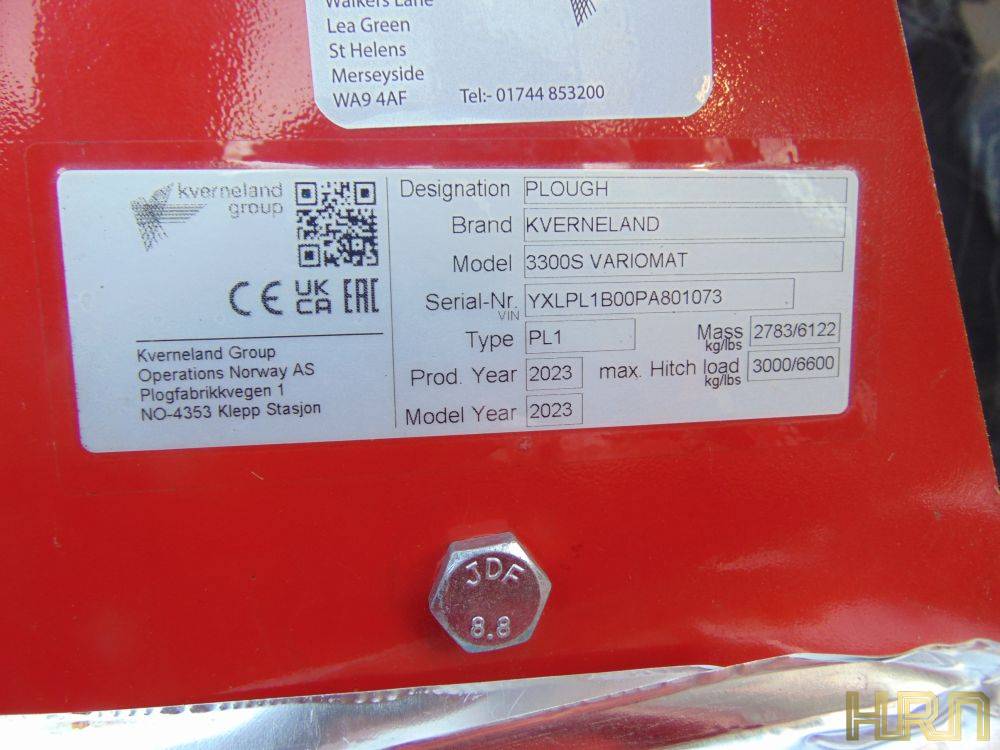 Walkers Lane
Lea Green
St Helens
Merseyside
WA9 4AF Tel:- 01744 853200
kverneland
group
CE UK
CA EAC
Kverneland Group
Operations Norway AS
Plogfabrikkvegen 1
NO-4353 Klepp Stasjon
Designation PLOUGH
Brand KVERNELAND
Model 3300S VARIOMAT
Serial-Nr. YXLPL1B00PA801073
VIN
Type PL1 Mass 2783/6122
kg/lbs
Prod. Year 2023 max. Hitch load 3000/6600
kg/lbs
Model Year 2023
JDF
8.8
HRN